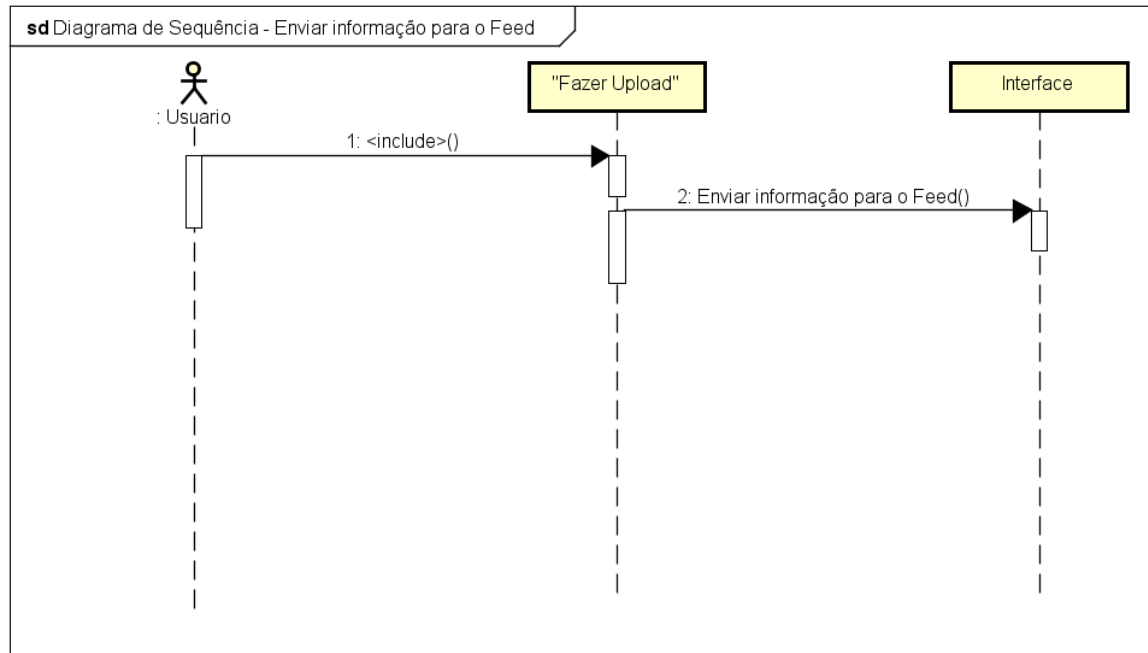 sd Diagrama de Sequência - Enviar informação para o Feed
: Usuario
"Fazer Upload"
Interface
1: <include>()
2: Enviar informação para o Feed()